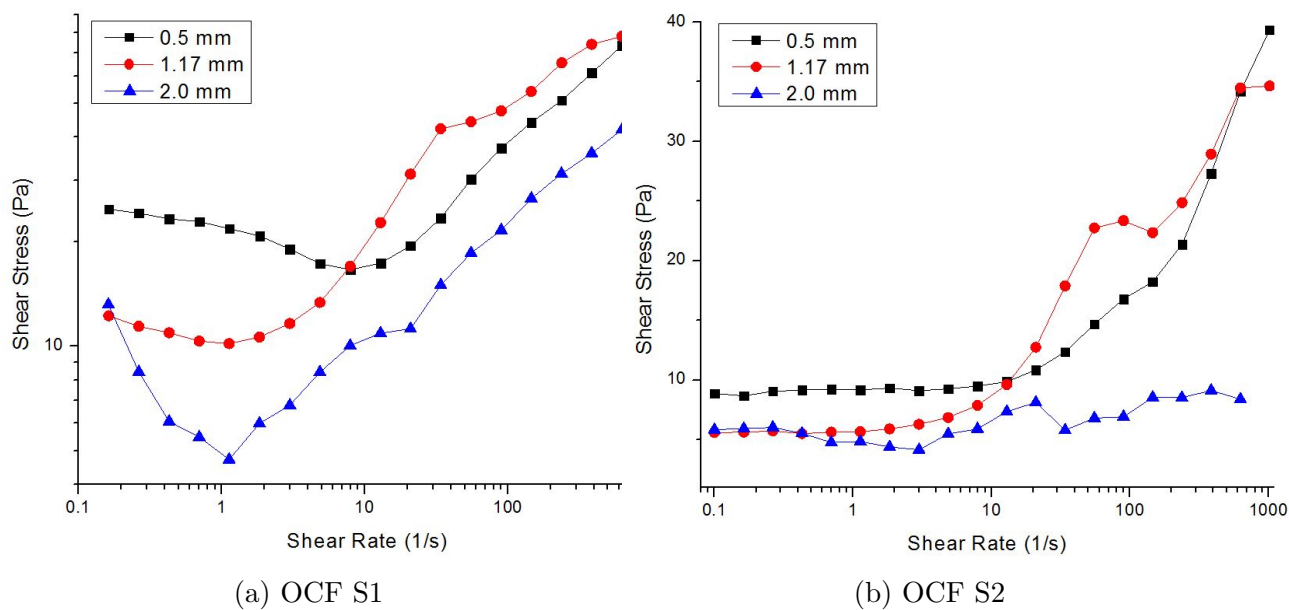 0.5 mm
1.17 mm
2.0 mm
Shear Stress (Pa)
10
0.1 1 10 100
Shear Rate (1/s)
(a) OCF S1
0.5 mm
1.17 mm
2.0 mm
Shear Stress (Pa)
40
30
20
10
0.1 1 10 100 1000
Shear Rate (1/s)
(b) OCF S2